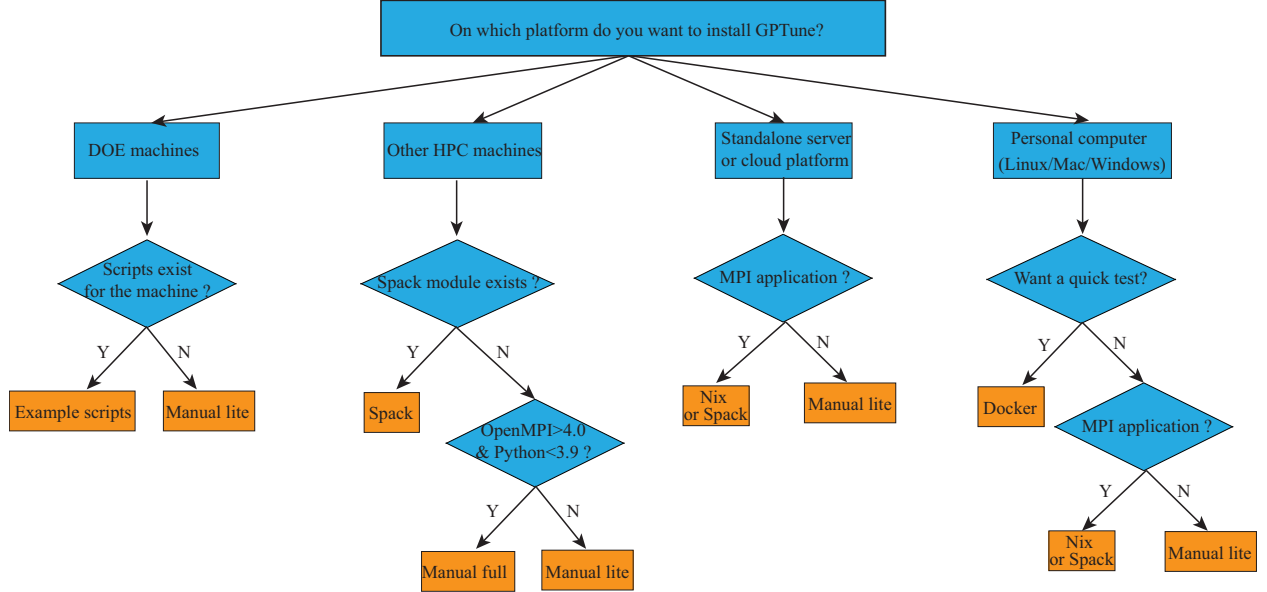 On which platform do you want to install GPTune?
DOE machines
Other HPC machines
Standalone server
or cloud platform
Personal computer
(Linux/Mac/Windows)
Scripts exist
for the machine ?
Spack module exists ?
MPI application ?
Want a quick test?
Y
N
Y
N
Y
N
Y
N
Example scripts
Manual lite
Spack
OpenMPI>4.0
& Python<3.9 ?
Nix
or Spack
Manual lite
Docker
MPI application ?
Y
N
Y
N
Manual full
Manual lite
Nix
or Spack
Manual lite